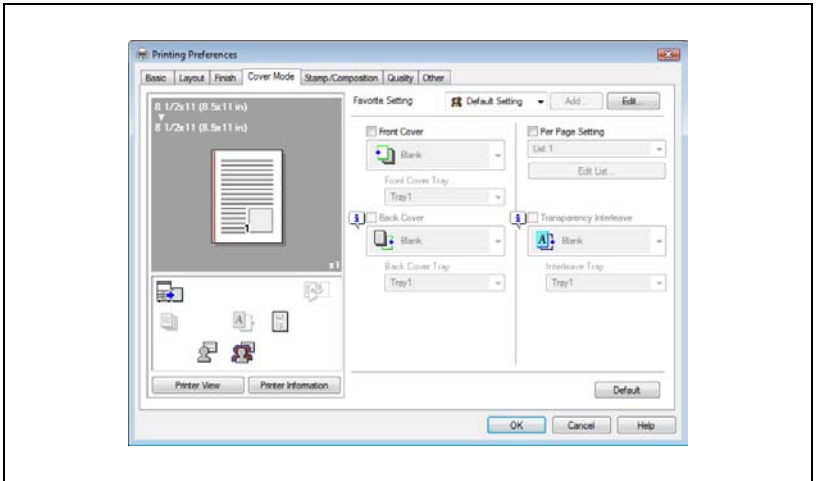 Printing Preferences
Basic Layout Finish Cover Mode Stamp/Composition Quality Other
8 1/2x11 (8.5x11 in)
8 1/2x11 (8.5x11 in)
1
x1
Printer View Printer Information
Favorite Setting Default Setting Add... Edit...
Front Cover
Blank
Front Cover Tray
Tray1
Back Cover
Blank
Back Cover Tray
Tray1
Per Page Setting
List 1
Edit List...
Transparency Interleave
Blank
Interleave Tray
Tray1
Default
OK Cancel Help